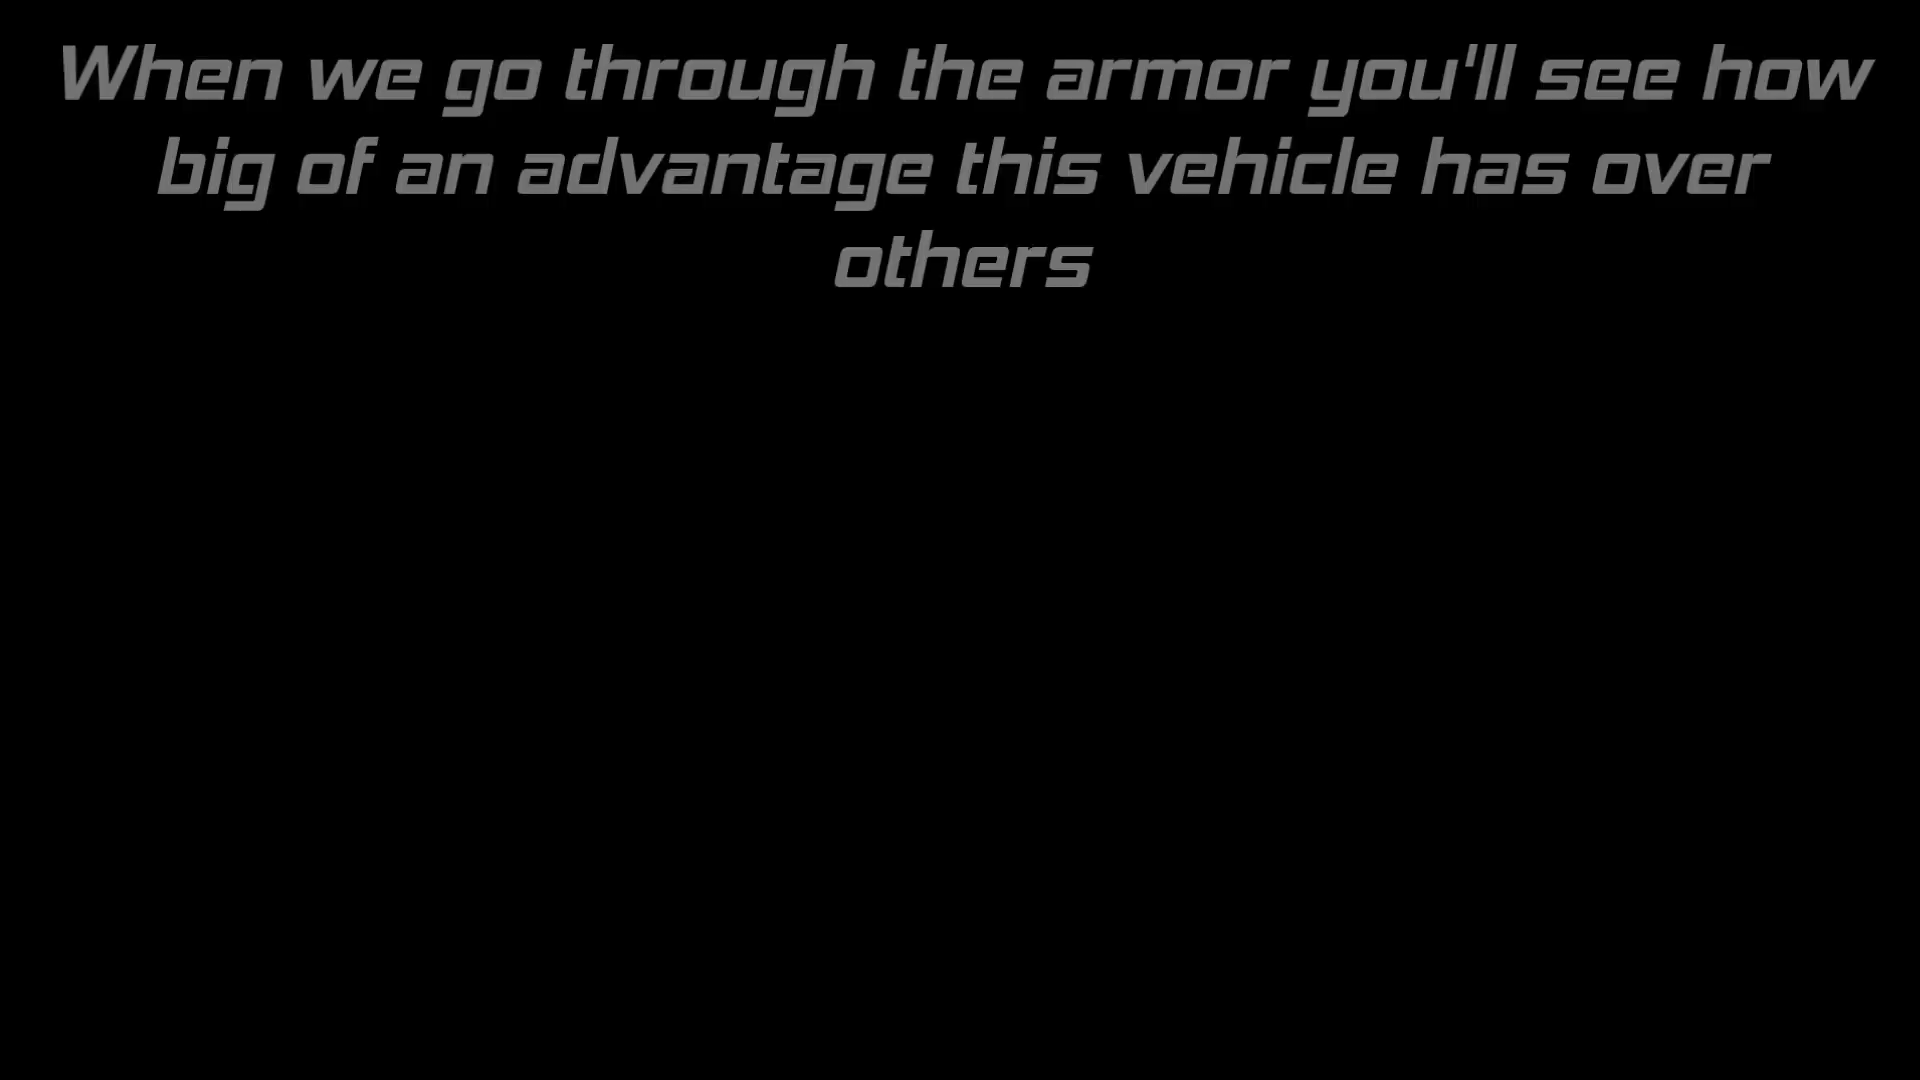 When we go through the armor you'll see how
big of an advantage this vehicle has over
others